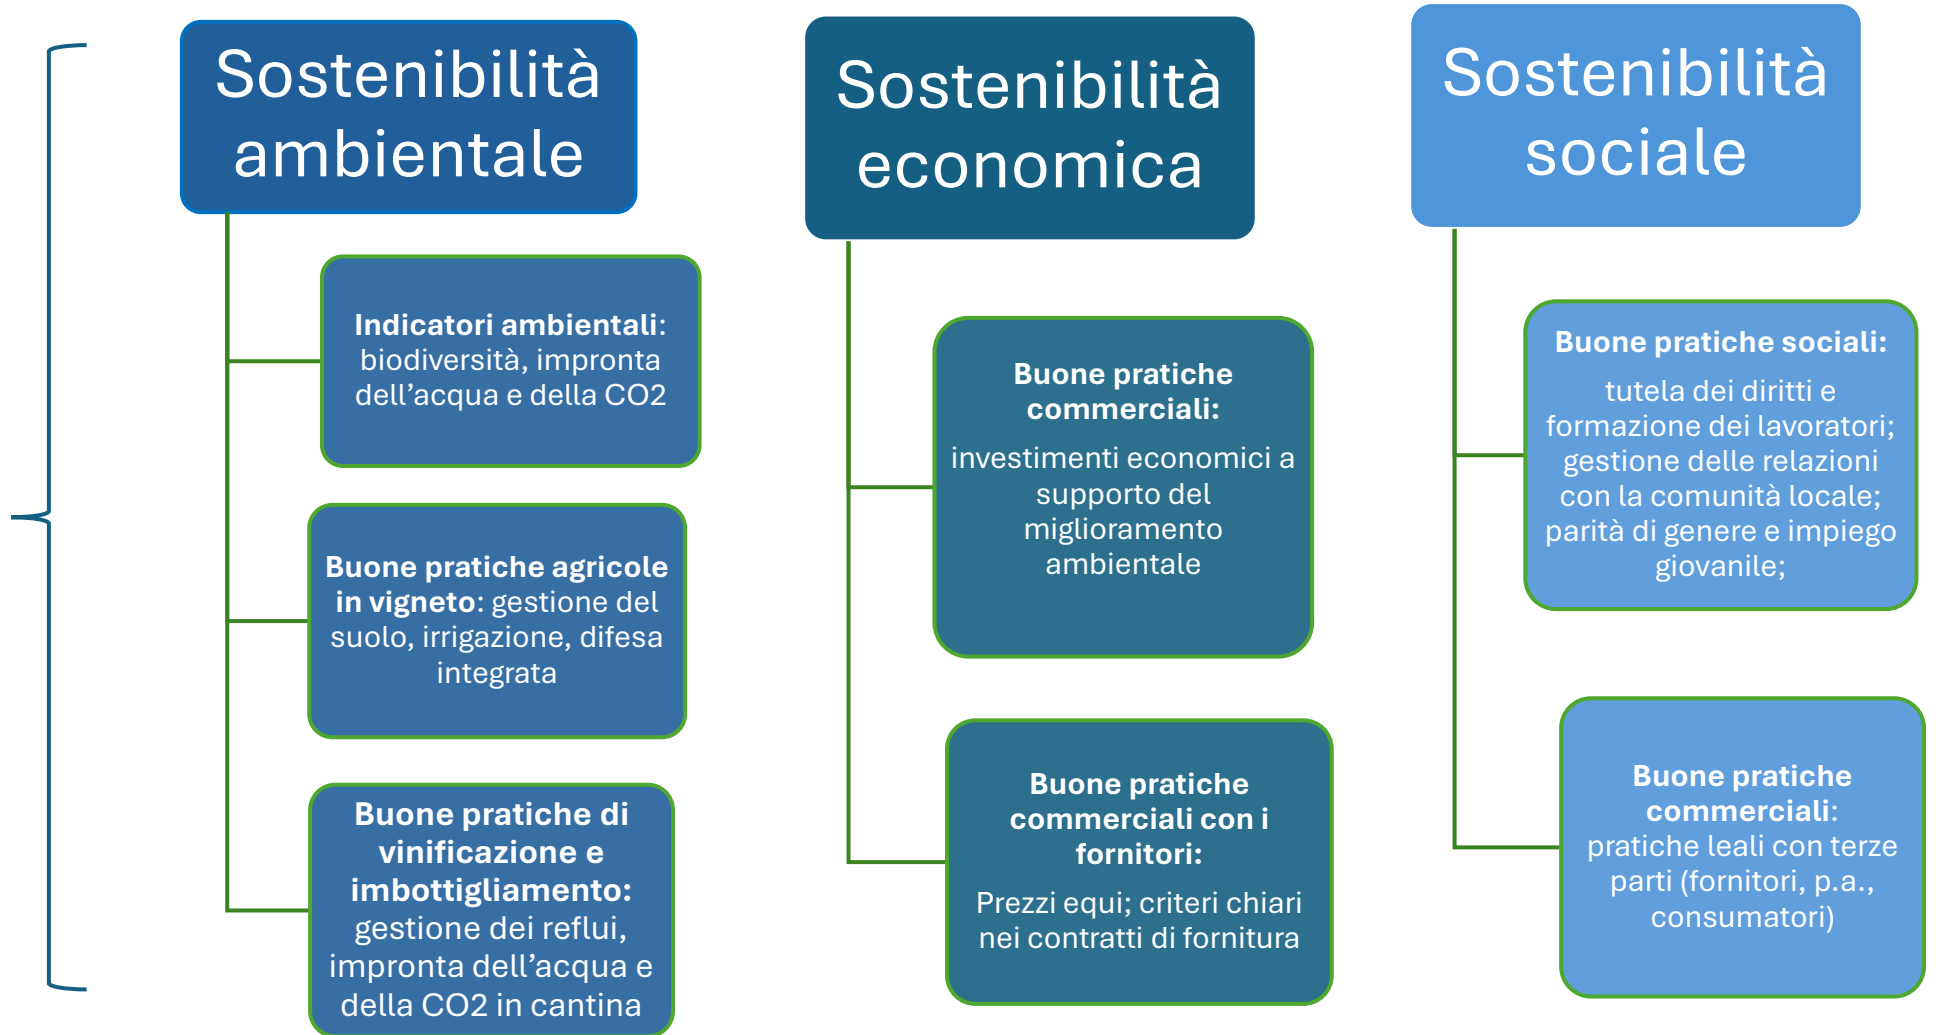 Sostenibilità
ambientale
Indicatori ambientali:
biodiversità, impronta
dell’acqua e della CO2
Buone pratiche agricole
in vigneto: gestione del
suolo, irrigazione, difesa
integrata
Buone pratiche di
vinificazione e
imbottigliamento:
gestione dei reflui,
impronta dell’acqua e
della CO2 in cantina
Sostenibilità
economica
Buone pratiche
commerciali:
investimenti economici a
supporto del
miglioramento
ambientale
Buone pratiche
commerciali con i
fornitori:
Prezzi equi; criteri chiari
nei contratti di fornitura
Sostenibilità
sociale
Buone pratiche sociali:
tutela dei diritti e
formazione dei lavoratori;
gestione delle relazioni
con la comunità locale;
parità di genere e impiego
giovanile;
Buone pratiche
commerciali:
pratiche leali con terze
parti (fornitori, p.a.,
consumatori)